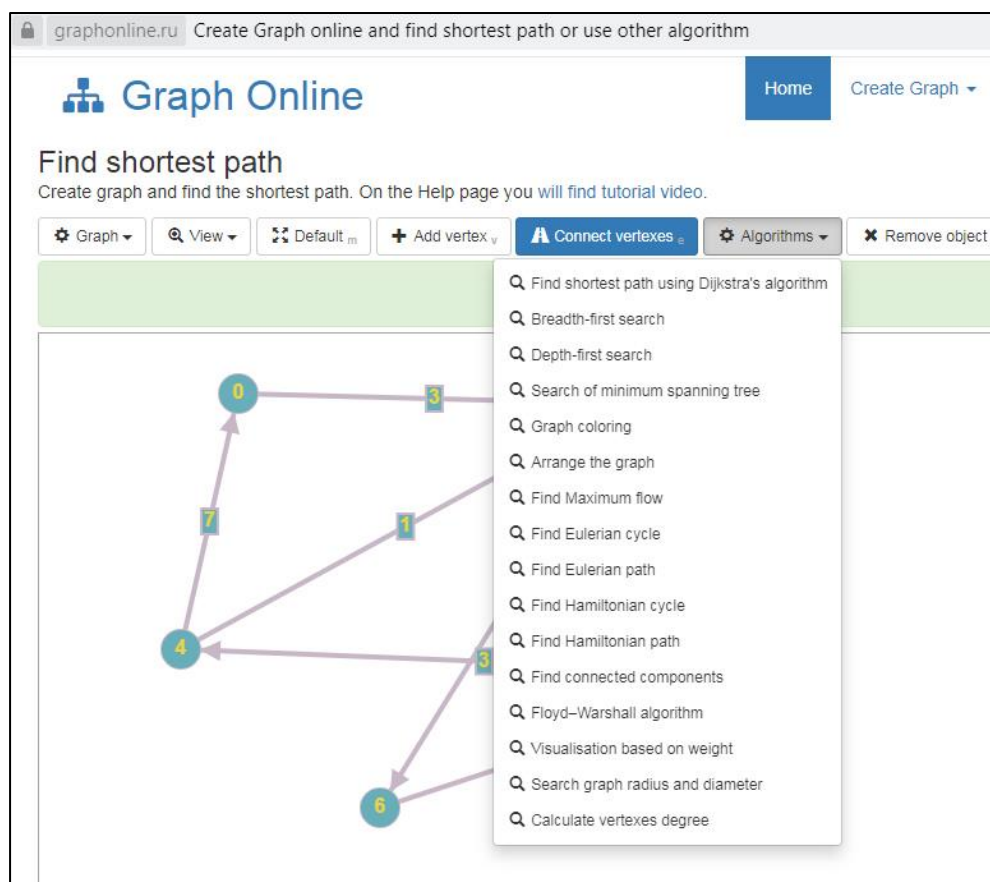 graphonline.ru Create Graph online and find shortest path or use other algorithm
Graph Online
Home
Create Graph
Find shortest path
Create graph and find the shortest path. On the Help page you will find tutorial video.
Graph View Default m Add vertex v Connect vertexes e Algorithms Remove object
Find shortest path using Dijkstra's algorithm
Breadth-first search
Depth-first search
Search of minimum spanning tree
Graph coloring
Arrange the graph
Find Maximum flow
Find Eulerian cycle
Find Eulerian path
Find Hamiltonian cycle
Find Hamiltonian path
Find connected components
Floyd–Warshall algorithm
Visualisation based on weight
Search graph radius and diameter
Calculate vertexes degree
0
3
7
1
4
3
6